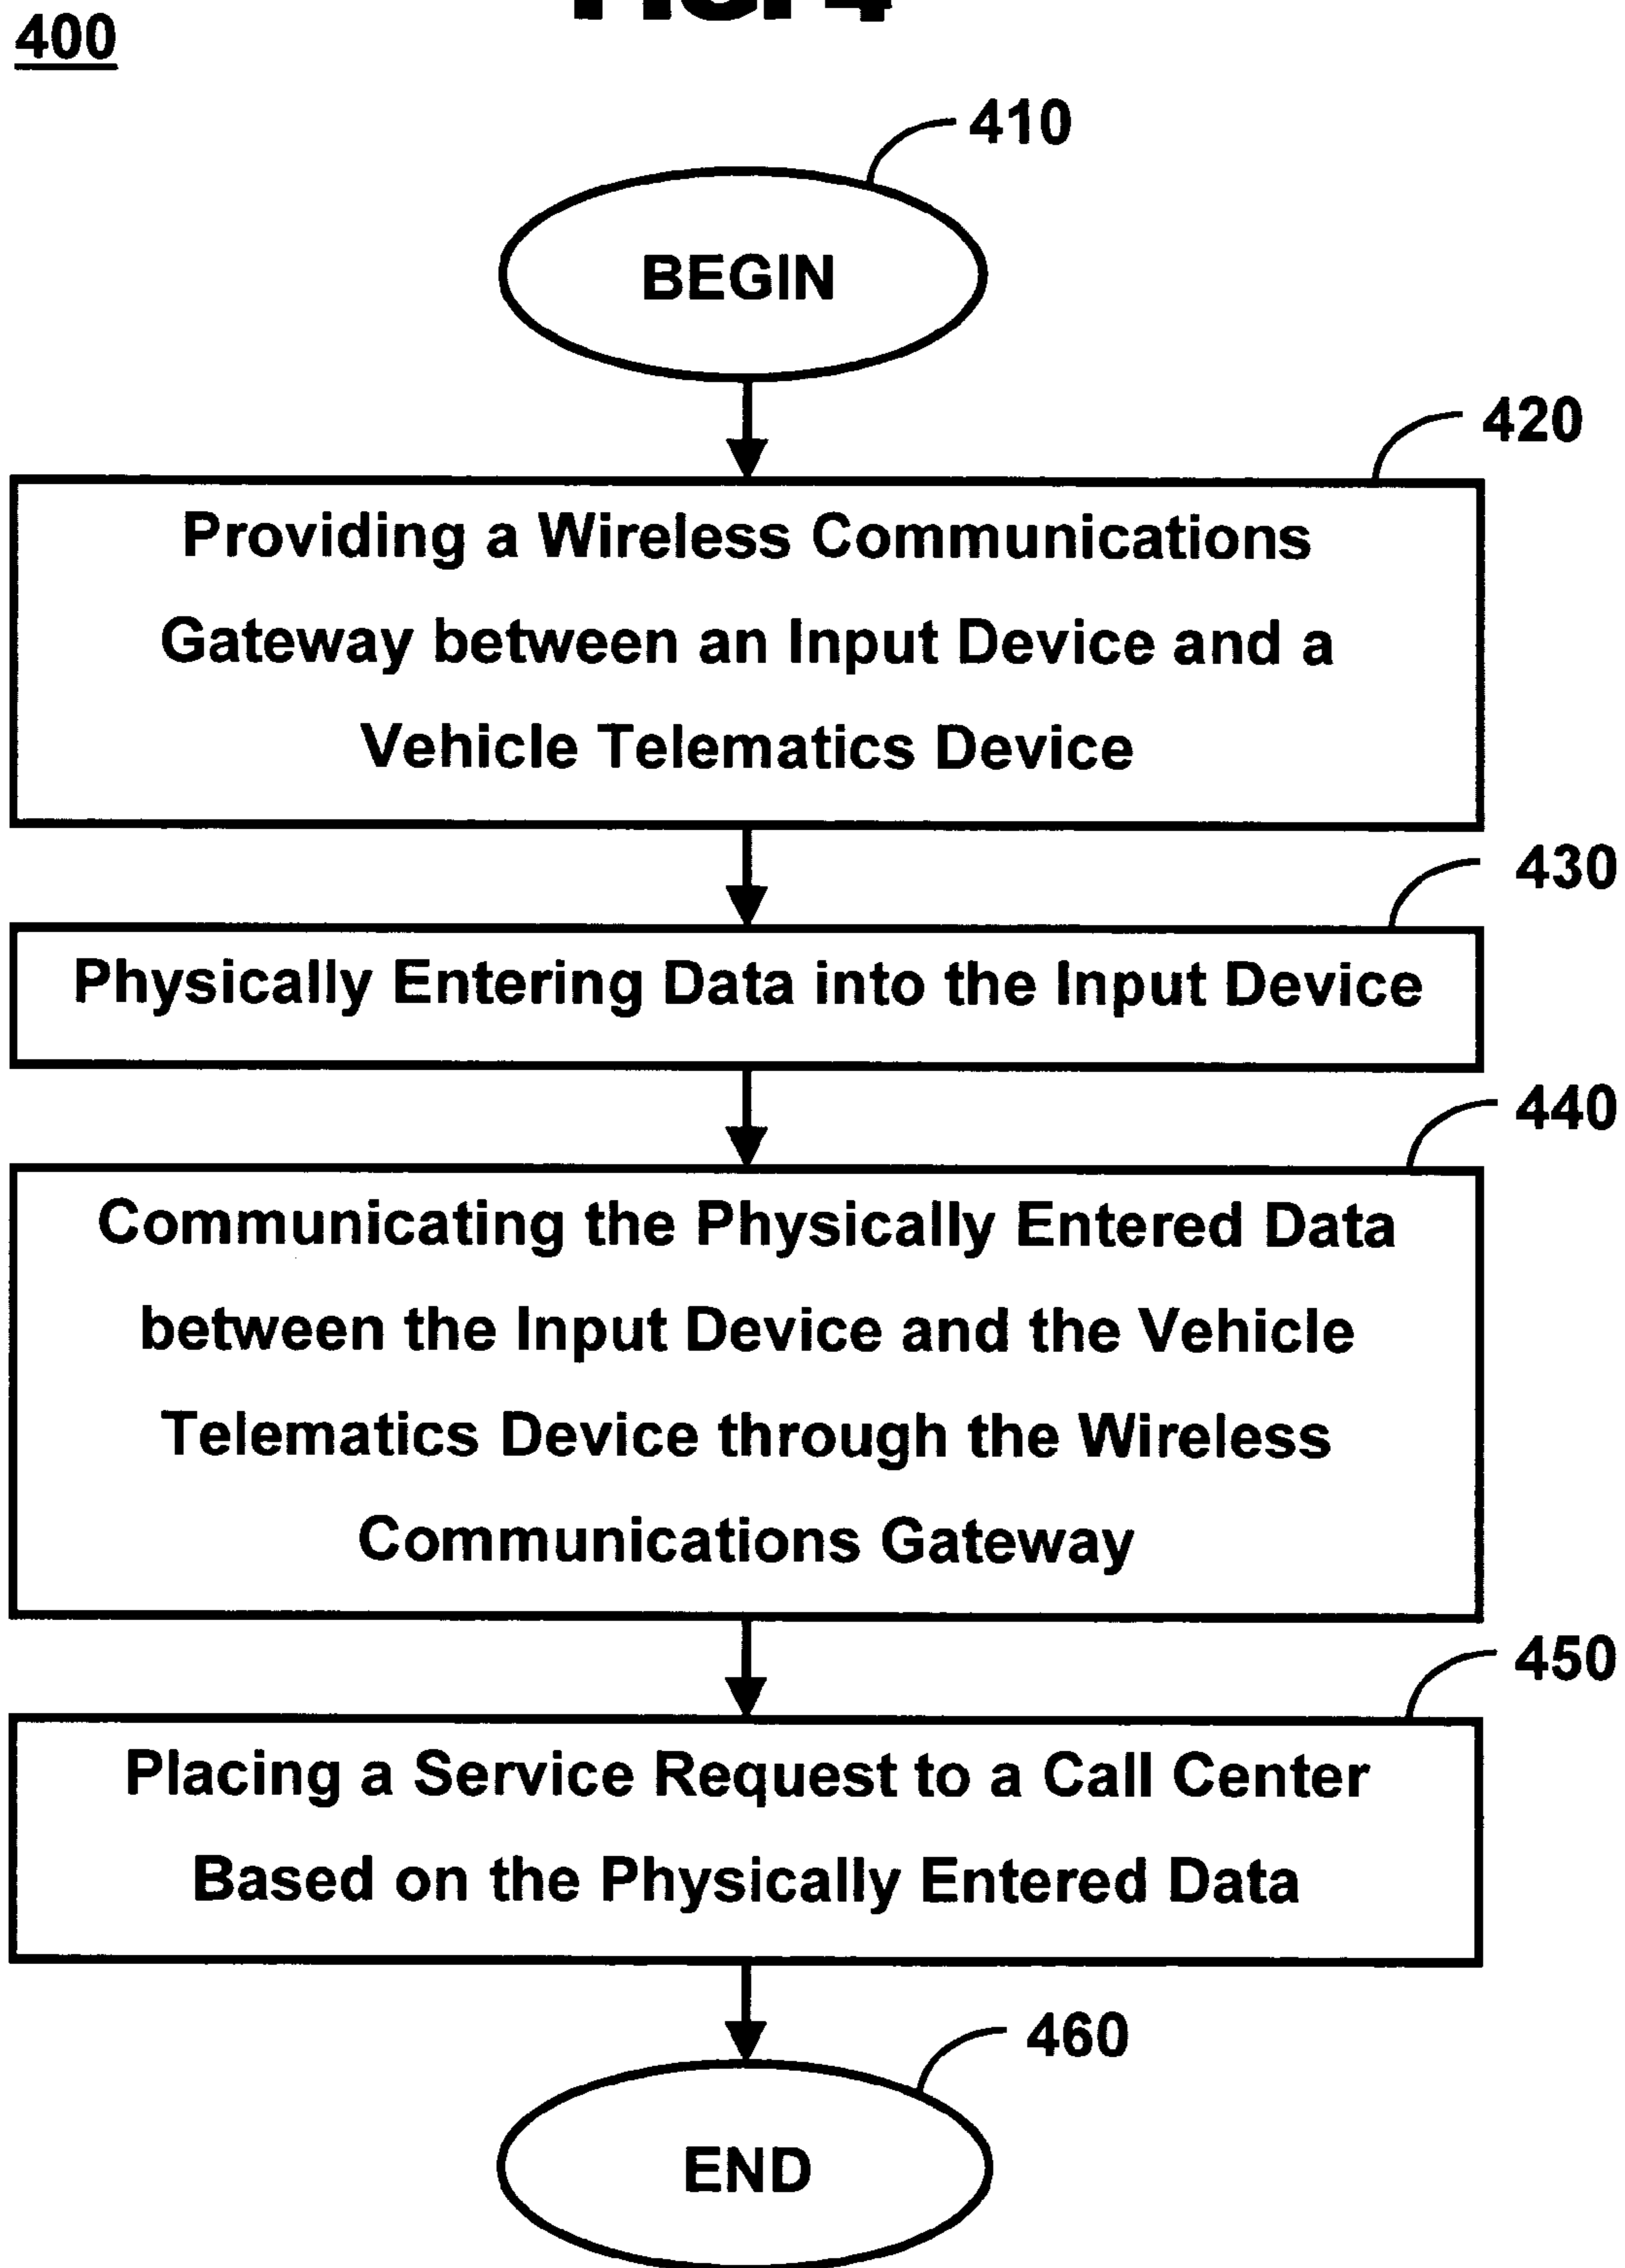 400
410
BEGIN
420
Providing a Wireless Communications
Gateway between an Input Device and a
Vehicle Telematics Device
430
Physically Entering Data into the Input Device
440
Communicating the Physically Entered Data
between the Input Device and the Vehicle
Telematics Device through the Wireless
Communications Gateway
450
Placing a Service Request to a Call Center
Based on the Physically Entered Data
460
END